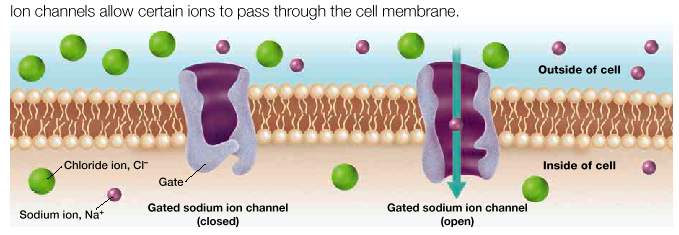 Ion channels allow certain ions to pass through the cell membrane.
Outside of cell
Chloride ion, Cl⁻
Inside of cell
Gate
Sodium ion, Na⁺
Gated sodium ion channel
(closed)
Gated sodium ion channel
(open)